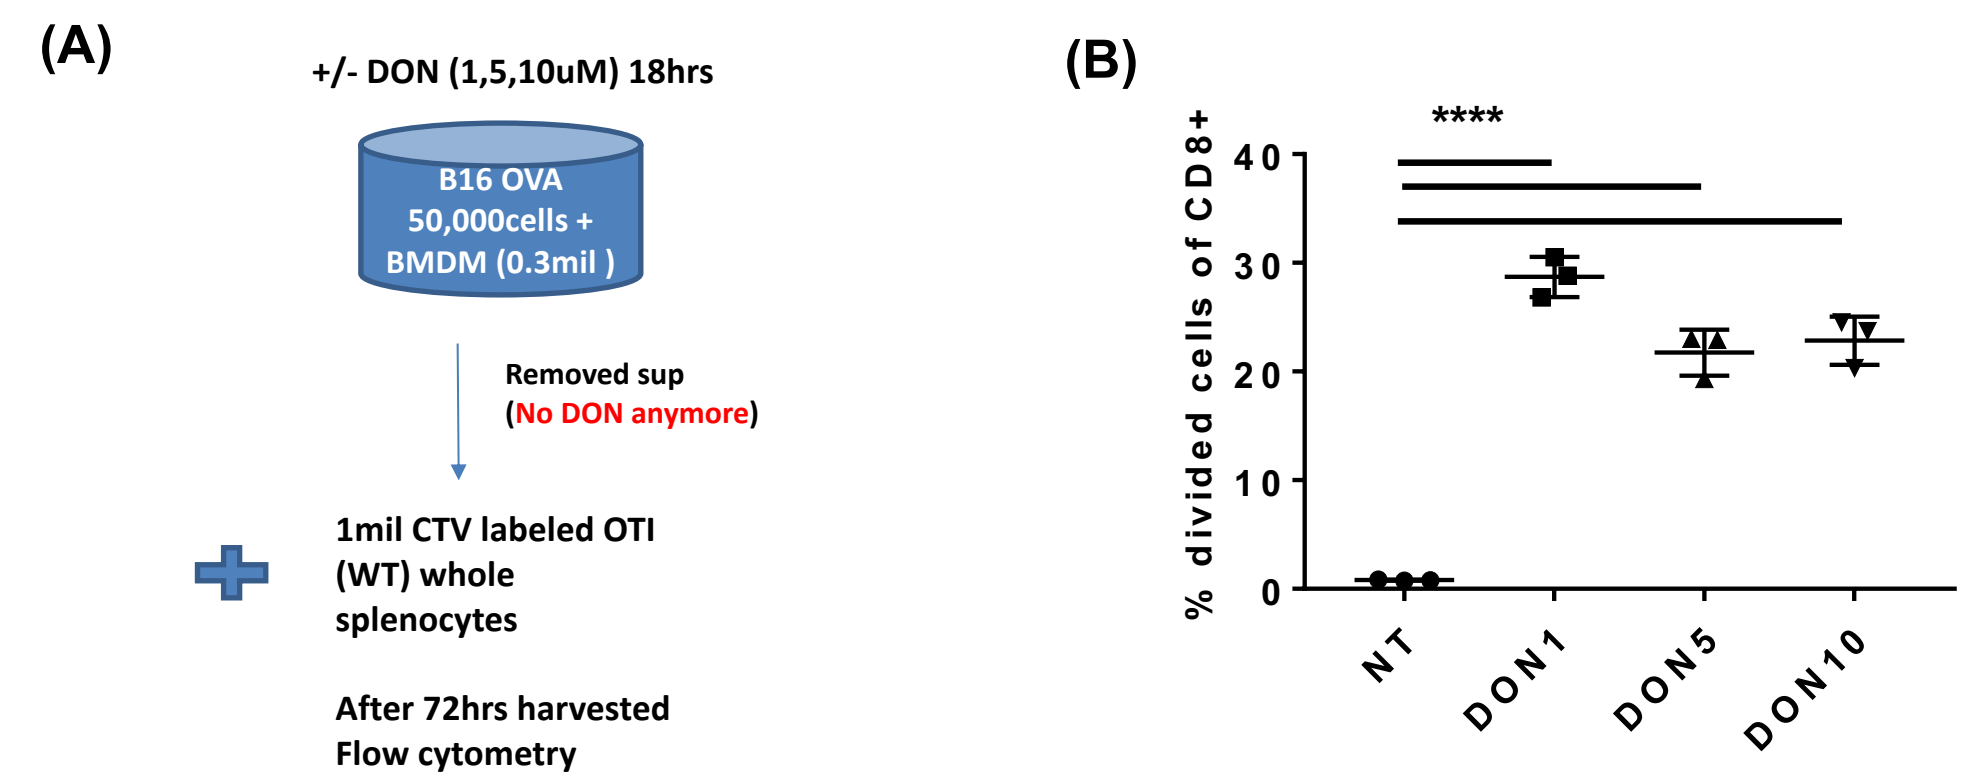 (A)
+/- DON (1,5,10uM) 18hrs
B16 OVA
50,000cells +
BMDM (0.3mil )
Removed sup
(No DON anymore)
1mil CTV labeled OTI
(WT) whole
splenocytes
After 72hrs harvested
Flow cytometry
(B)
% divided cells of CD8+
****
40
30
20
10
0
NT
DON1
DON5
DON10